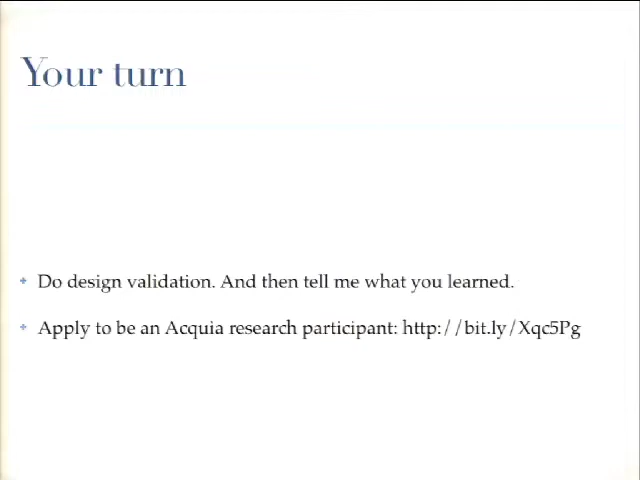 Your turn
Do design validation. And then tell me what you learned.
Apply to be an Acquia research participant: http://bit.ly/Xqc5Pg